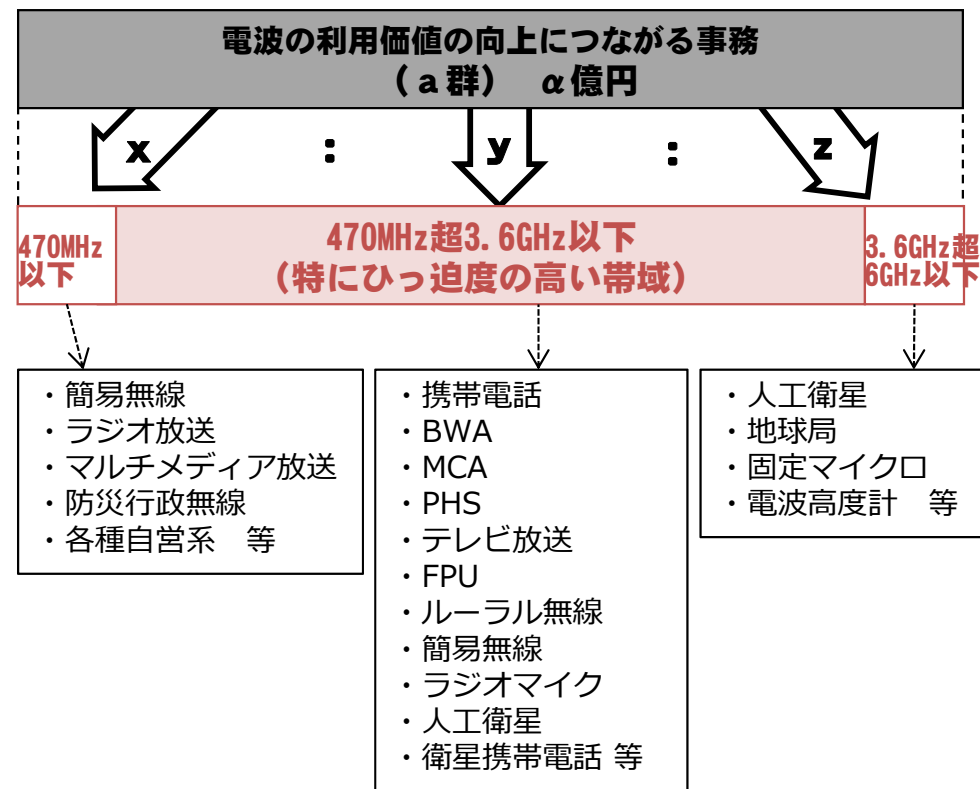 電波の利用価値の向上につながる事務
(a群) α億円
x : y : z
470MHz
以下
470MHz超3.6GHz以下
(特にひっ迫度の高い帯域)
3.6GHz超
6GHz以下
・簡易無線
・ラジオ放送
・マルチメディア放送
・防災行政無線
・各種自営系 等
・携帯電話
・BWA
・MCA
・PHS
・テレビ放送
・FPU
・ルーラル無線
・簡易無線
・ラジオマイク
・人工衛星
・衛星携帯電話 等
・人工衛星
・地球局
・固定マイクロ
・電波高度計 等